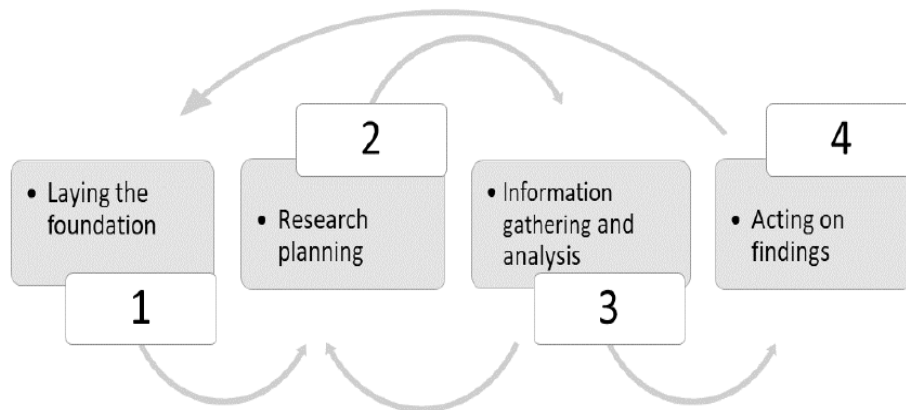 1
• Laying the
foundation
2
• Research
planning
• Information
gathering and
analysis
3
4
• Acting on
findings